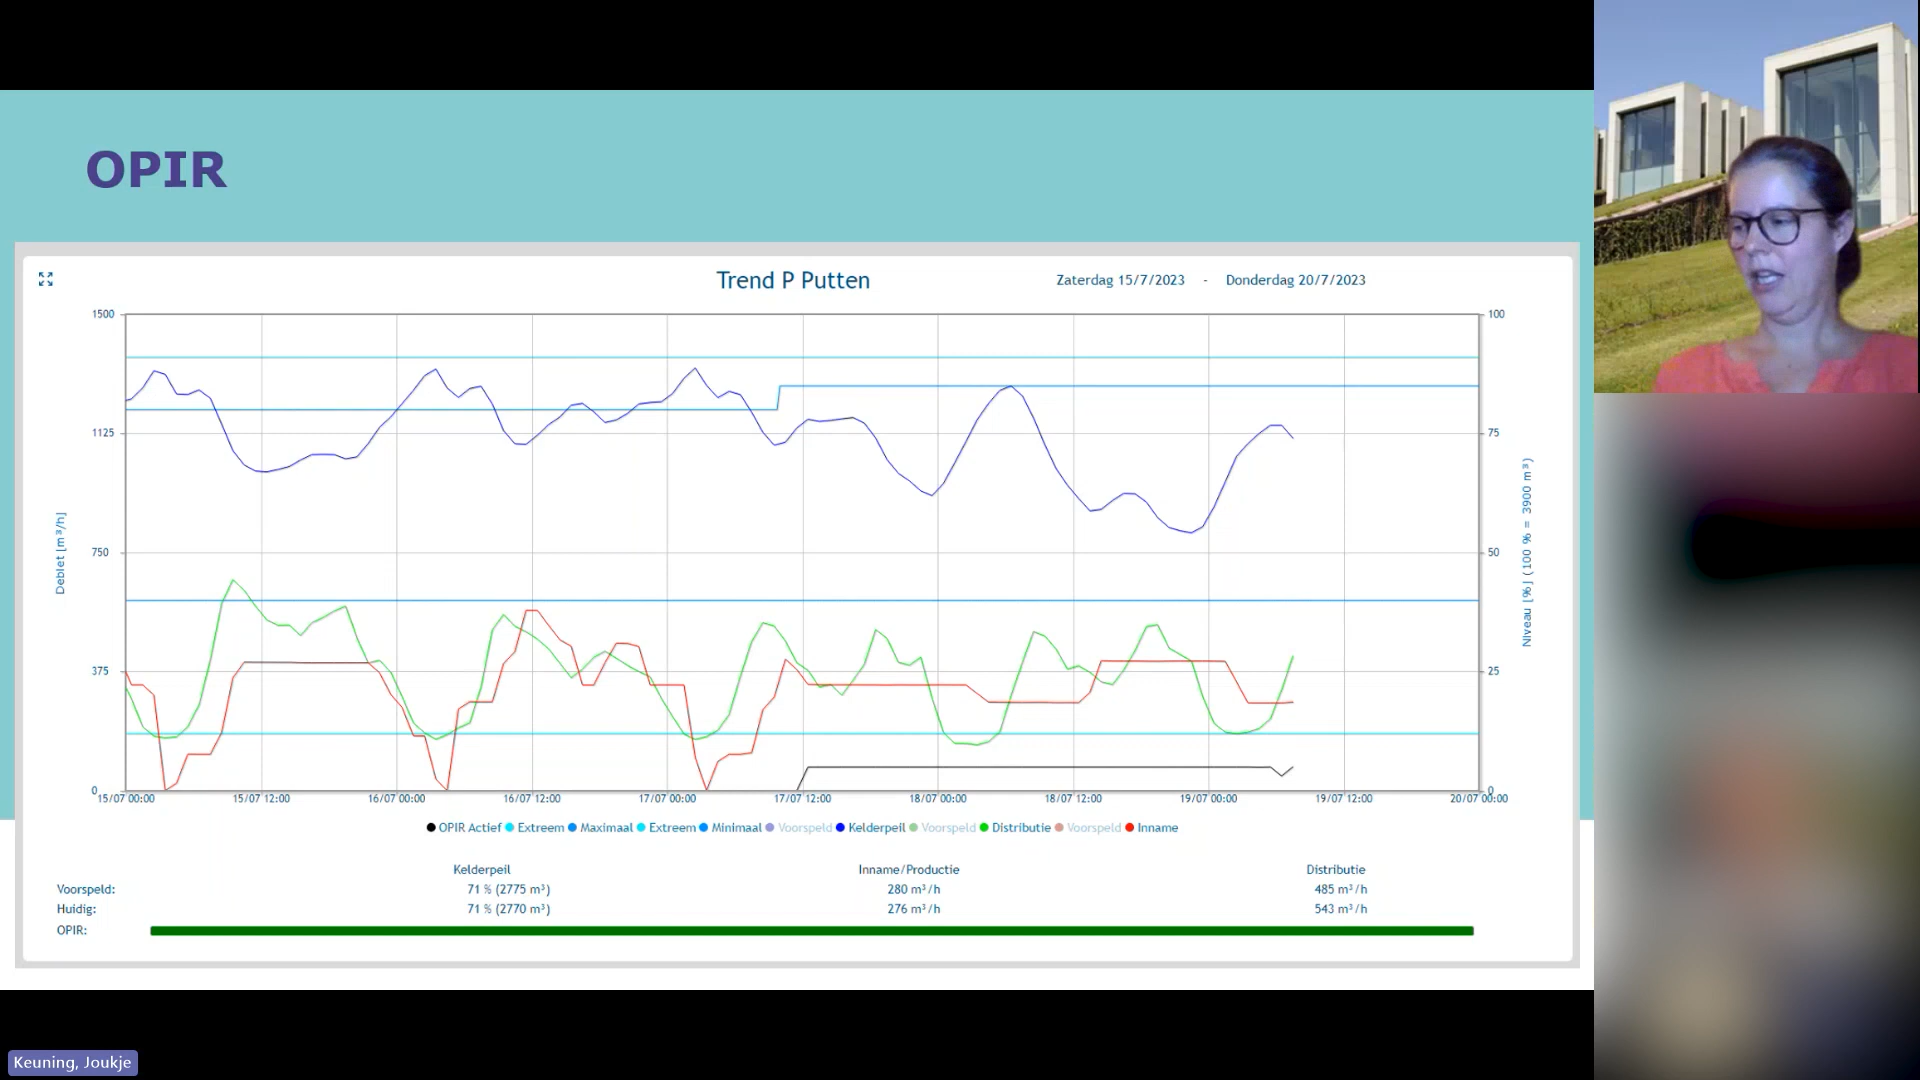 OPIR
Trend P Putten
Zaterdag 15/7/2023 - Donderdag 20/7/2023
1500
1125
750
375
0
Debiet [m³/h]
100
75
50
25
0
Niveau [%] (100 % = 3900 m³)
15/07 00:00 15/07 12:00 16/07 00:00 16/07 12:00 17/07 00:00 17/07 12:00 18/07 00:00 18/07 12:00 19/07 00:00 19/07 12:00 20/07 00:00
OPIR Actief Extreem Maximaal Extreem Minimaal Voorspeld Kelderpeil Voorspeld Distributie Voorspeld Inname
Kelderpeil Inname/Productie Distributie
Voorspeld: 71 % (2775 m³) 280 m³/h 485 m³/h
Huidig: 71 % (2770 m³) 276 m³/h 543 m³/h
OPIR:
Keuning, Joukje